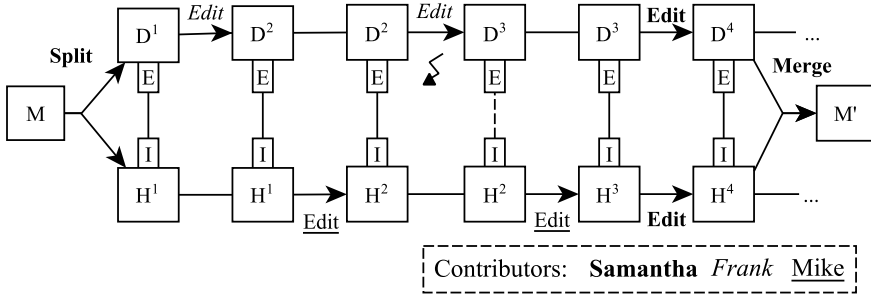 Edit Edit Edit
D¹ D² D² D³ D³ D⁴ ...
Split Merge
E E E E E E
M M'
I I I I I I
H¹ H¹ H² H² H³ H⁴ ...
Edit Edit Edit
Contributors: Samantha Frank Mike